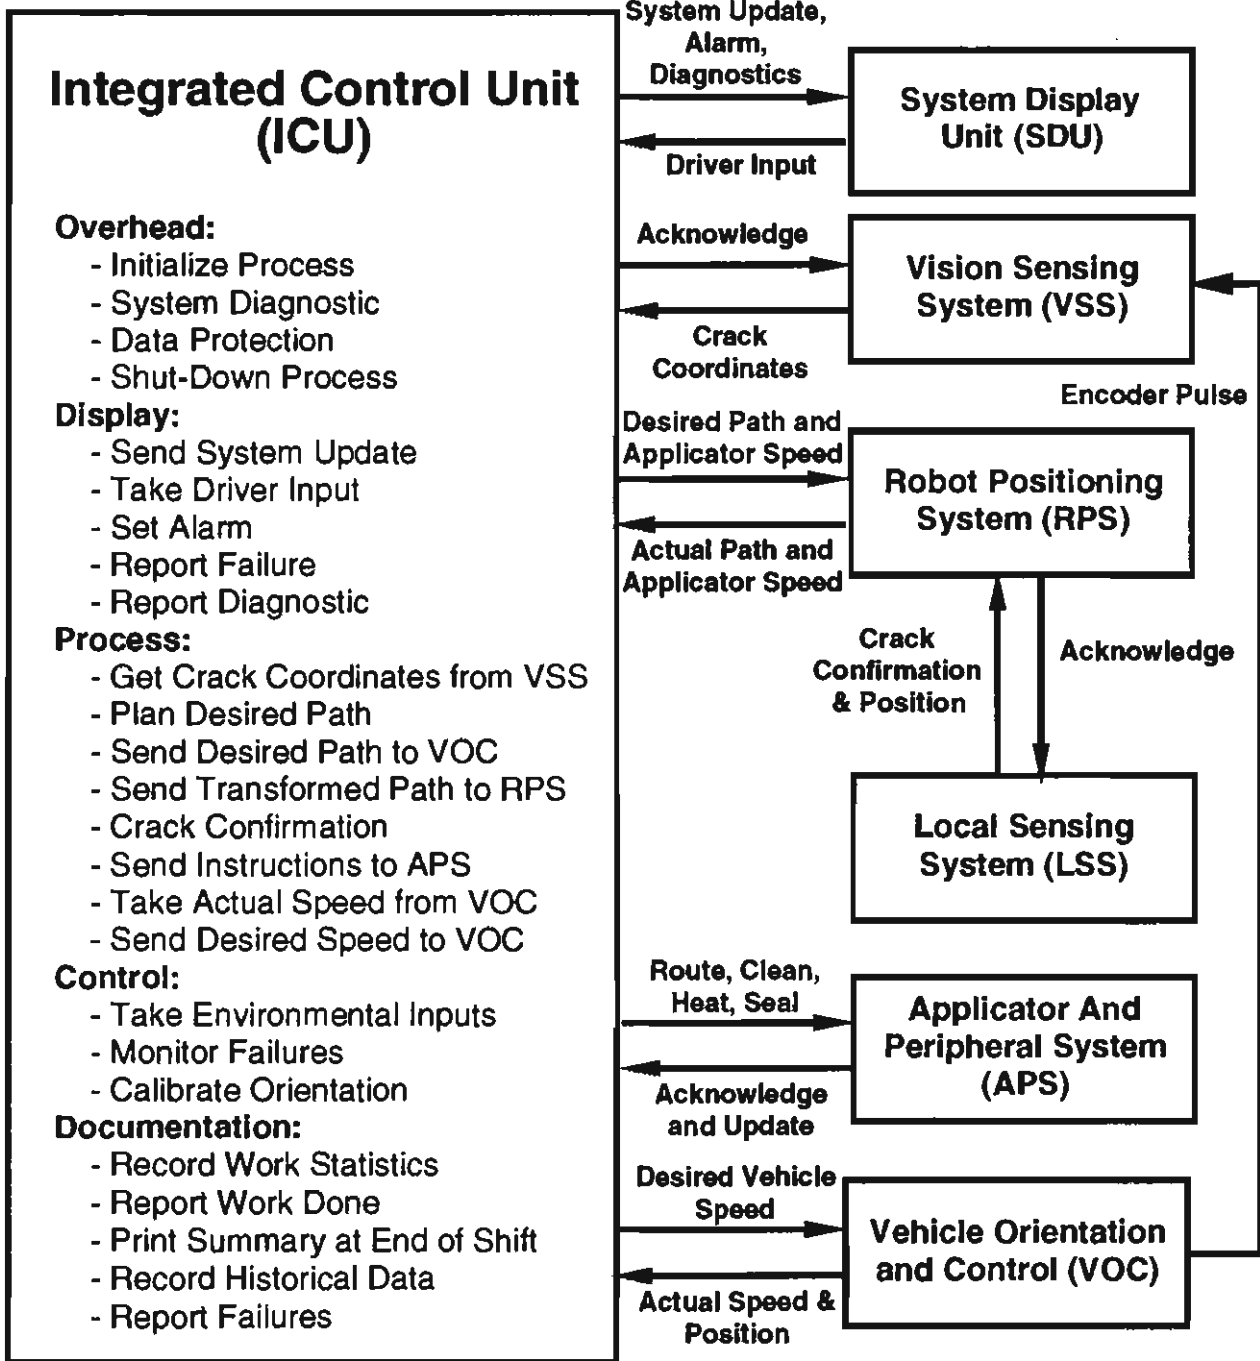 Integrated Control Unit
(ICU)
Overhead:
- Initialize Process
- System Diagnostic
- Data Protection
- Shut-Down Process
Display:
- Send System Update
- Take Driver Input
- Set Alarm
- Report Failure
- Report Diagnostic
Process:
- Get Crack Coordinates from VSS
- Plan Desired Path
- Send Desired Path to VOC
- Send Transformed Path to RPS
- Crack Confirmation
- Send Instructions to APS
- Take Actual Speed from VOC
- Send Desired Speed to VOC
Control:
- Take Environmental Inputs
- Monitor Failures
- Calibrate Orientation
Documentation:
- Record Work Statistics
- Report Work Done
- Print Summary at End of Shift
- Record Historical Data
- Report Failures
System Update,
Alarm,
Diagnostics
Driver Input
System Display
Unit (SDU)
Acknowledge
Crack
Coordinates
Vision Sensing
System (VSS)
Encoder Pulse
Desired Path and
Applicator Speed
Actual Path and
Applicator Speed
Robot Positioning
System (RPS)
Crack
Confirmation
& Position
Acknowledge
Local Sensing
System (LSS)
Route, Clean,
Heat, Seal
Acknowledge
and Update
Applicator And
Peripheral System
(APS)
Desired Vehicle
Speed
Actual Speed &
Position
Vehicle Orientation
and Control (VOC)